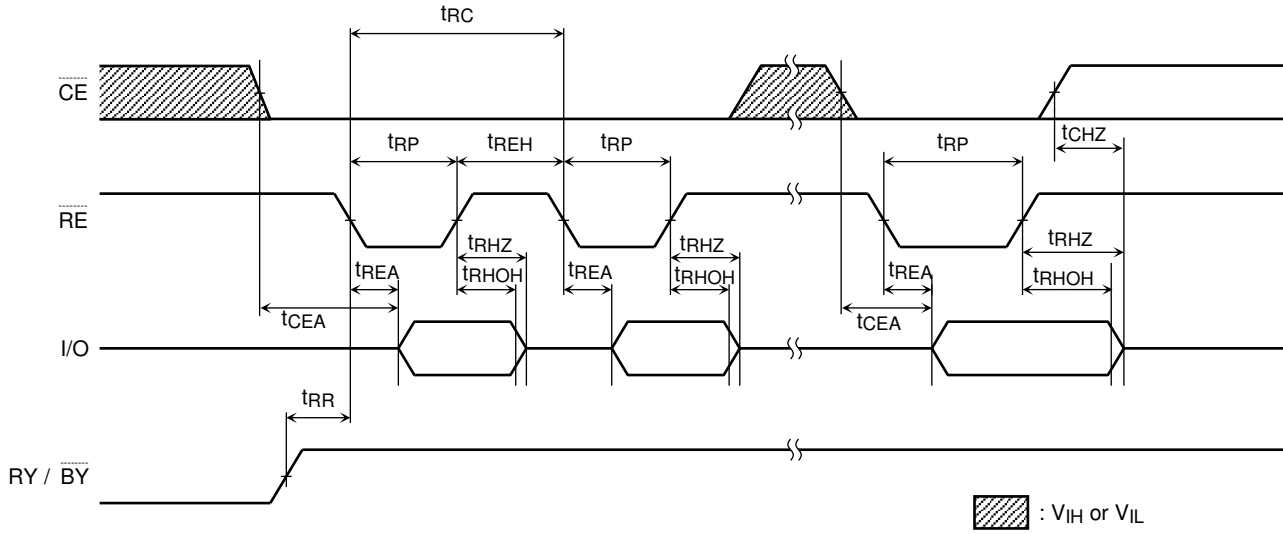 tRC
CE
tCHZ
tRP tREH tRP tRP
RE
tRHZ tRHZ tRHZ
tREA tRHOH tREA tRHOH tREA tRHOH
tCEA tCEA
I/O
tRR
RY / BY
: VIH or VIL